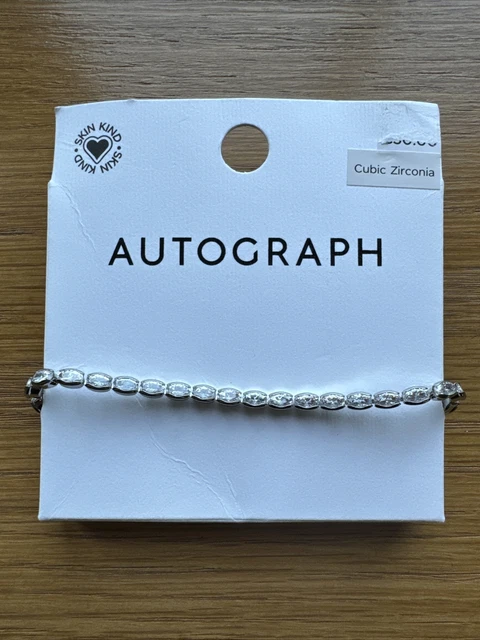 SKIN KIND • SKIN KIND •
Cubic Zirconia
AUTOGRAPH